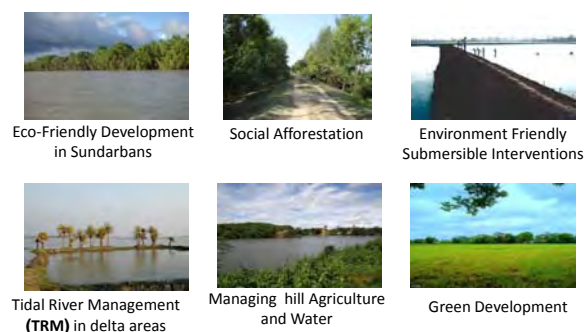 Eco-Friendly Development
in Sundarbans
Social Afforestation
Environment Friendly
Submersible Interventions
Tidal River Management
(TRM) in delta areas
Managing hill Agriculture
and Water
Green Development